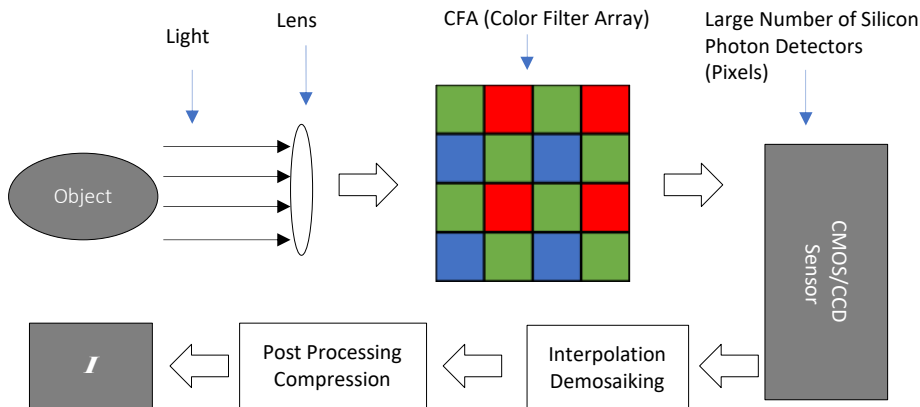 Light
Lens
CFA (Color Filter Array)
Large Number of Silicon
Photon Detectors
(Pixels)
Object
CMOS/CCD
Sensor
I
Post Processing
Compression
Interpolation
Demosaiking